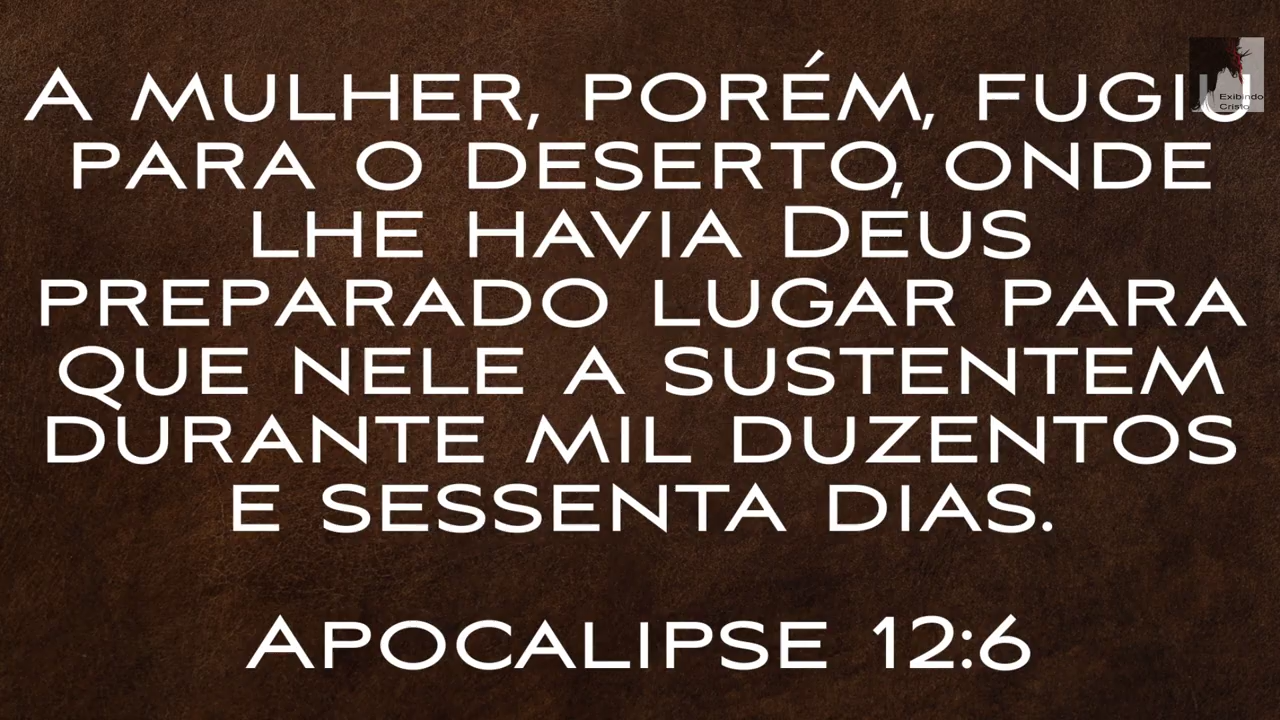 A MULHER, PORÉM, FUGIU
PARA O DESERTO, ONDE
LHE HAVIA DEUS
PREPARADO LUGAR PARA
QUE NELE A SUSTENTEM
DURANTE MIL DUZENTOS
E SESSENTA DIAS.
APOCALIPSE 12:6
Exibindo
Cristo